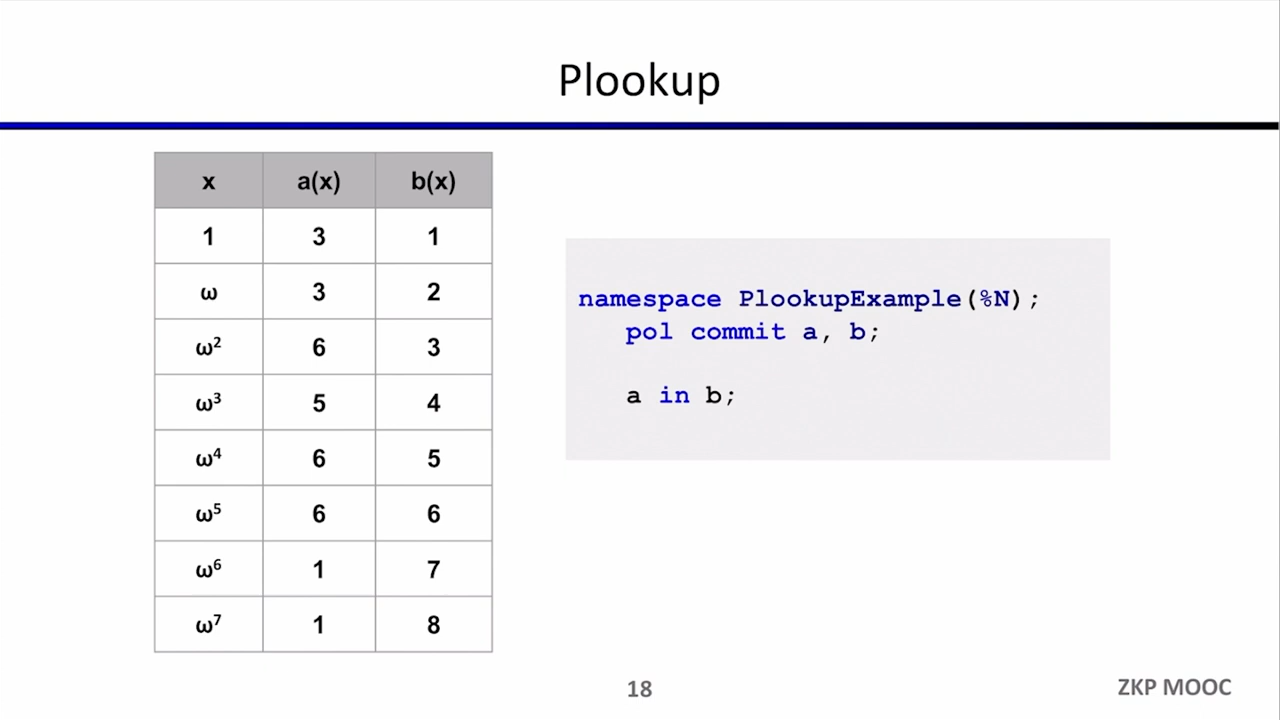 Plookup
x a(x) b(x)
1 3 1
ω 3 2
ω² 6 3
ω³ 5 4
ω⁴ 6 5
ω⁵ 6 6
ω⁶ 1 7
ω⁷ 1 8
namespace PlookupExample(%N);
pol commit a, b;
a in b;
18
ZKP MOOC